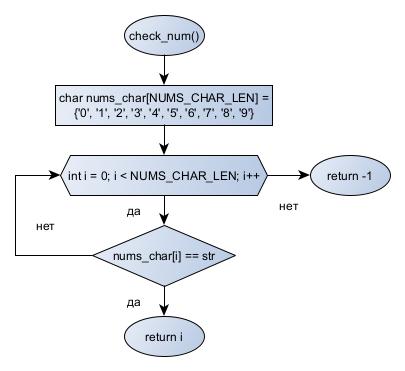 check_num()
char nums_char[NUMS_CHAR_LEN] =
{'0', '1', '2', '3', '4', '5', '6', '7', '8', '9'}
int i = 0; i < NUMS_CHAR_LEN; i++
return -1
нет
да
нет
nums_char[i] == str
да
return i